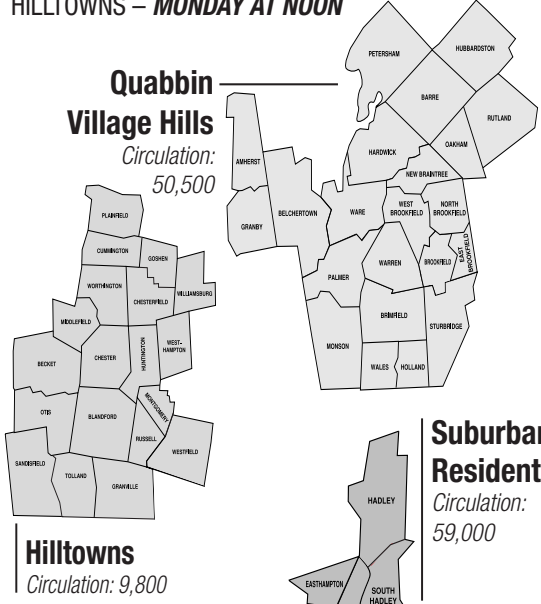 HILLTOWNS – MONDAY AT NOON
Quabbin
Village Hills
Circulation:
50,500
PETERSHAM
HUBBARDSTON
BARRE
RUTLAND
HARDWICK
OAKHAM
NEW BRAINTREE
AMHERST
GRANBY
BELCHERTOWN
WARE
WEST
BROOKFIELD
NORTH
BROOKFIELD
PALMER
WARREN
BROOKFIELD
EAST
BROOKFIELD
BRIMFIELD
STURBRIDGE
MONSON
WALES
HOLLAND
PLAINFIELD
CUMMINGTON
GOSHEN
WORTHINGTON
CHESTERFIELD
WILLIAMSBURG
MIDDLEFIELD
BECKET
CHESTER
HUNTINGTON
WEST-
HAMPTON
OTIS
BLANDFORD
MONTGOMERY
RUSSELL
WESTFIELD
SANDISFIELD
TOLLAND
GRANVILLE
Hilltowns
Circulation: 9,800
Suburban
Resident
Circulation:
59,000
HADLEY
EASTHAMPTON
SOUTH
HADLEY